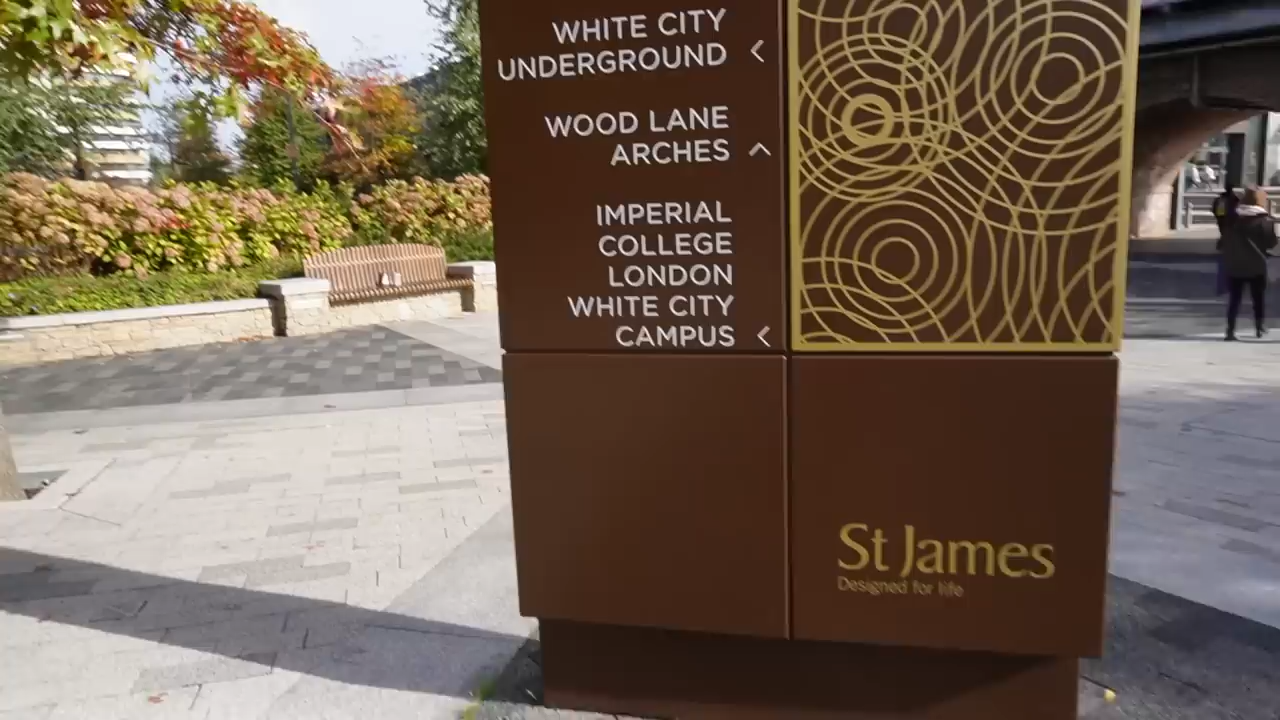 WHITE CITY
UNDERGROUND <
WOOD LANE
ARCHES ^
IMPERIAL
COLLEGE
LONDON
WHITE CITY
CAMPUS <
St James
Designed for life